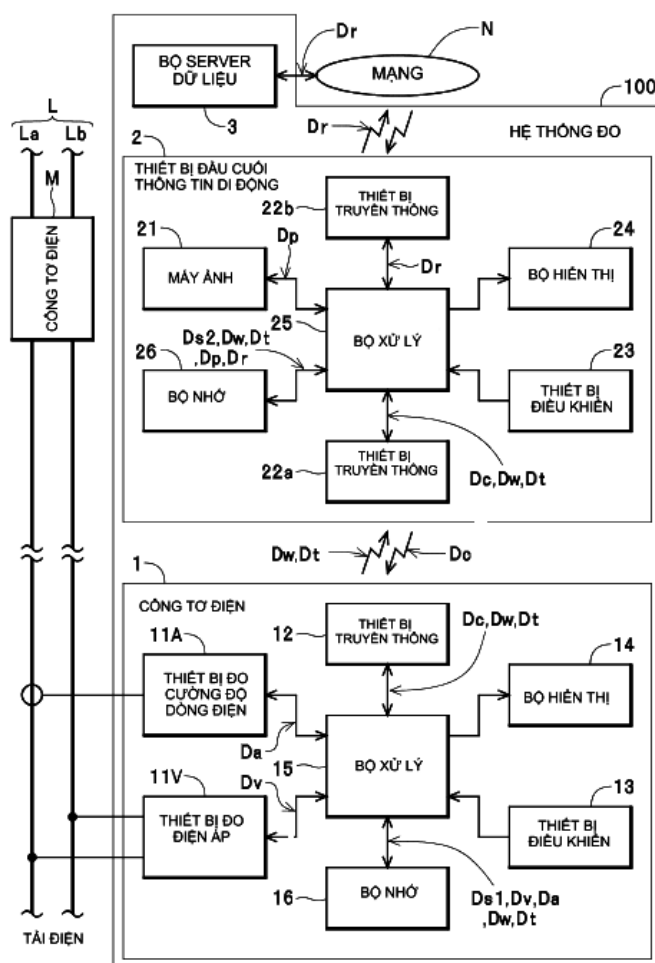 Dr
N
BỘ SERVER
DỮ LIỆU
MẠNG
3
100
L
La
Lb
Dr
HỆ THỐNG ĐO
2
THIẾT BỊ ĐẦU CUỐI
THÔNG TIN DI ĐỘNG
M
CÔNG TƠ ĐIỆN
THIẾT BỊ
TRUYỀN THÔNG
22b
21
Dp
24
Dr
MÁY ẢNH
BỘ HIỂN THỊ
25
BỘ XỬ LÝ
Ds2,Dw,Dt
,Dp,Dr
26
23
BỘ NHỚ
THIẾT BỊ
ĐIỀU KHIỂN
THIẾT BỊ
TRUYỀN THÔNG
22a
Dc,Dw,Dt
Dw,Dt
Dc
1
CÔNG TƠ ĐIỆN
11A
12
THIẾT BỊ
TRUYỀN THÔNG
Dc,Dw,Dt
14
THIẾT BỊ ĐO
CƯỜNG ĐỘ
DÒNG ĐIỆN
BỘ HIỂN THỊ
Da
15
BỘ XỬ LÝ
11V
Dv
13
THIẾT BỊ ĐO
ĐIỆN ÁP
THIẾT BỊ
ĐIỀU KHIỂN
16
BỘ NHỚ
Ds1,Dv,Da
,Dw,Dt
TẢI ĐIỆN